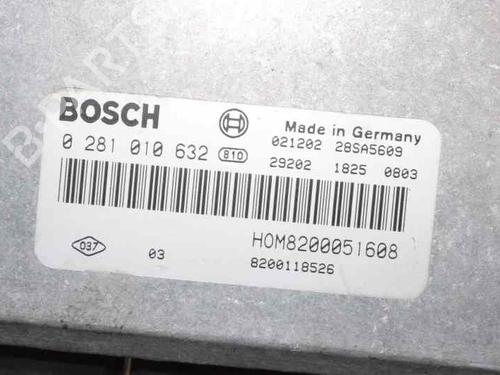 BOSCH
Made in Germany
0 281 010 632 810
021202 28SA5609
29202 1825 0803
HOM8200051608
037
03
8200118526